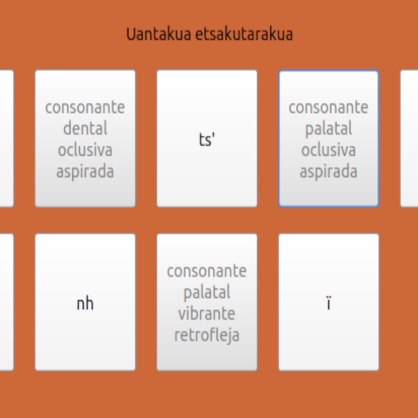 Uantakua etsakutarakua
consonante
dental
oclusiva
aspirada
ts'
consonante
palatal
oclusiva
aspirada
nh
consonante
palatal
vibrante
retrofleja
ï